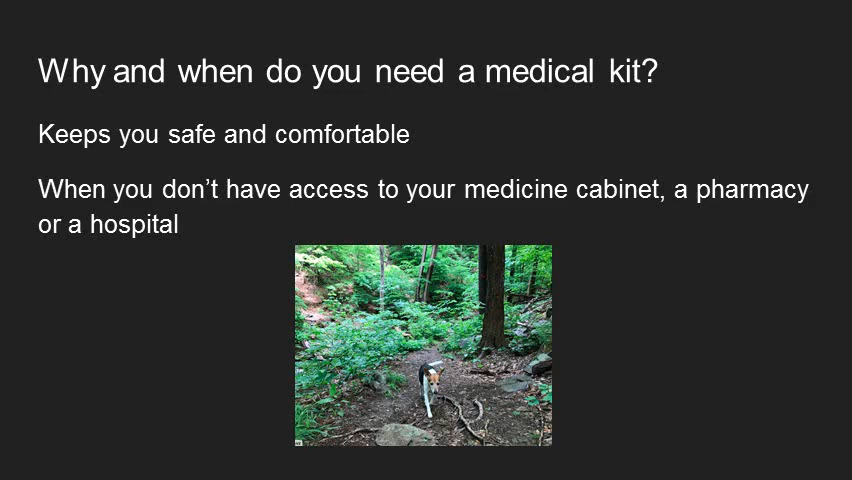 Why and when do you need a medical kit?
Keeps you safe and comfortable
When you don’t have access to your medicine cabinet, a pharmacy
or a hospital